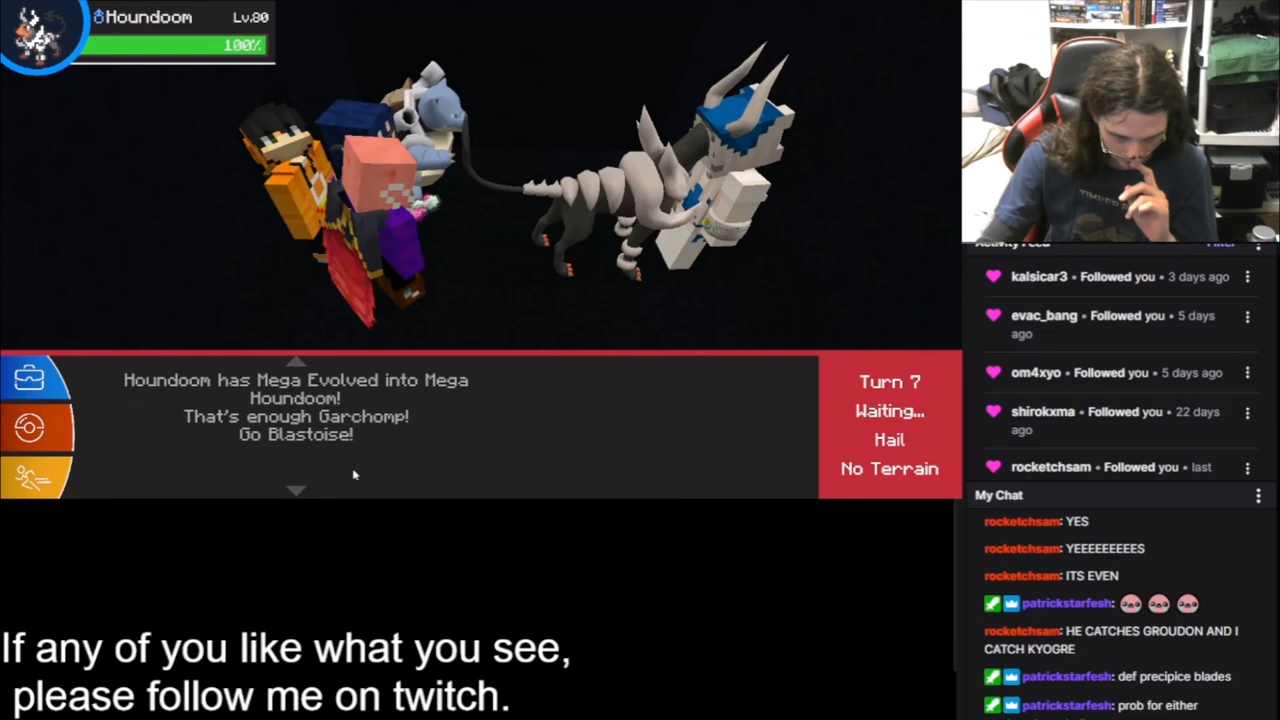 Houndoom Lv.80
100%
Houndoom has Mega Evolved into Mega
Houndoom!
That's enough Garchomp!
Go Blastoise!
Turn 7
Waiting...
Hail
No Terrain
If any of you like what you see,
please follow me on twitch.
Activity Feed Filter
kalsicar3 • Followed you • 3 days ago
evac_bang • Followed you • 5 days
ago
om4xyo • Followed you • 5 days ago
shirokxma • Followed you • 22 days
ago
rocketchsam • Followed you • last
My Chat
rocketchsam: YES
rocketchsam: YEEEEEEEEES
rocketchsam: ITS EVEN
patrickstarfesh:
rocketchsam: HE CATCHES GROUDON AND I
CATCH KYOGRE
patrickstarfesh: def precipice blades
patrickstarfesh: prob for either